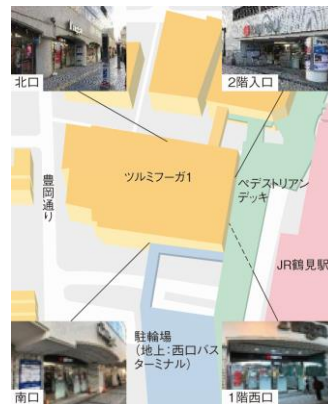 北口
2階入口
ツルミフーガ1
豊岡通り
ペデストリアン
デッキ
JR鶴見駅
駐輪場
(地上：西口バス
ターミナル)
南口
1階西口